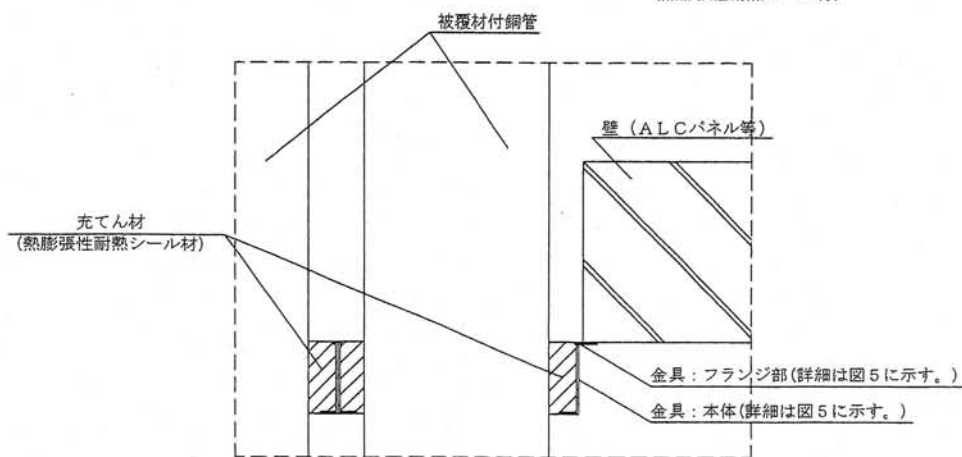 被覆材付銅管
壁（ALCパネル等）
充てん材
(熱膨張性耐熱シール材)
金具：フランジ部(詳細は図5に示す。)
金具：本体(詳細は図5に示す。)